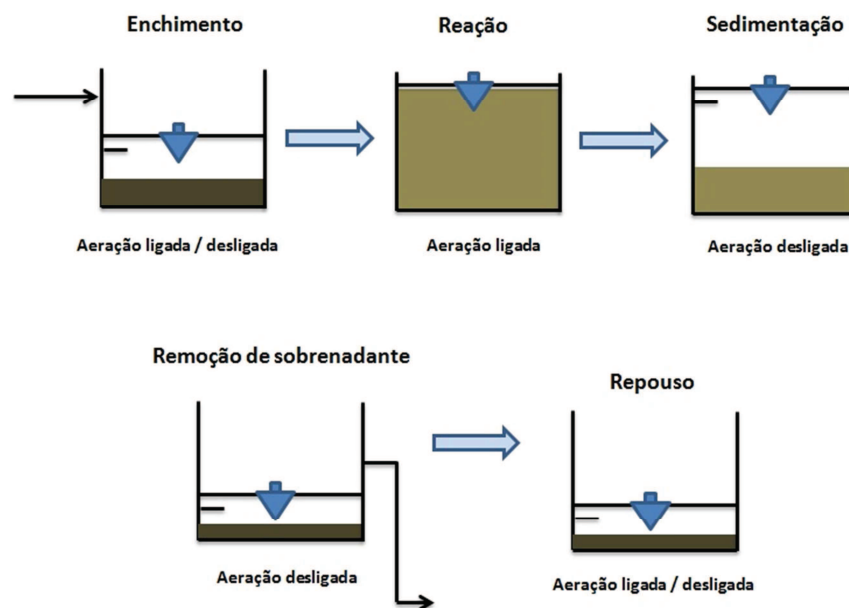 Enchimento
Reação
Sedimentação
Aeração ligada / desligada
Aeração ligada
Aeração desligada
Remoção de sobrenadante
Repouso
Aeração desligada
Aeração ligada / desligada